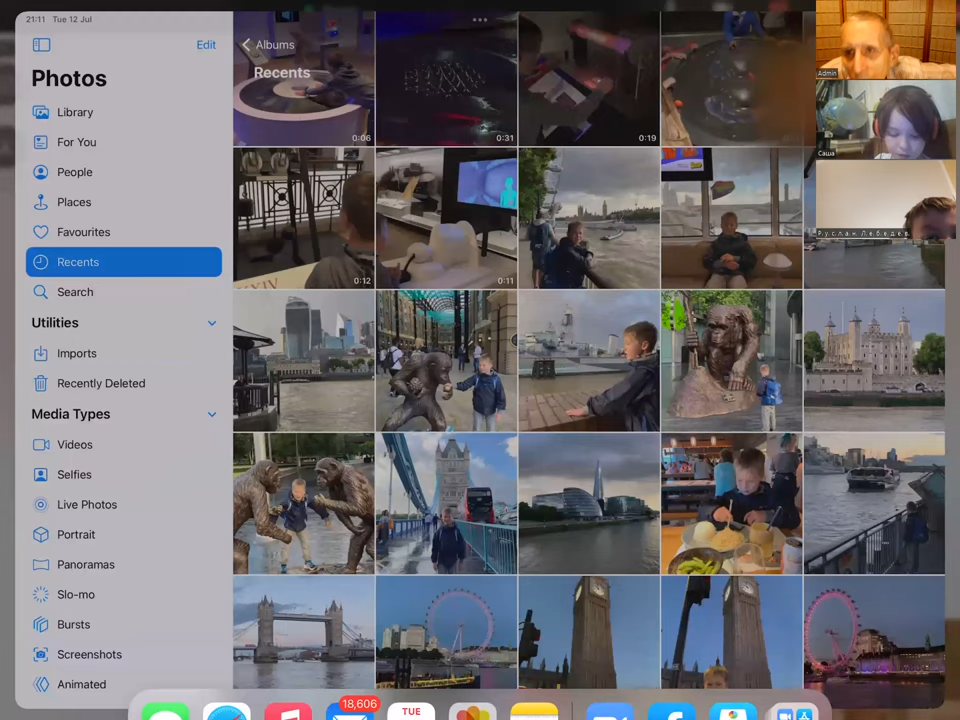 21:11 Tue 12 Jul
Edit
Photos
Library
For You
People
Places
Favourites
Recents
Search
Utilities
Imports
Recently Deleted
Media Types
Videos
Selfies
Live Photos
Portrait
Panoramas
Slo-mo
Bursts
Screenshots
Animated
Albums
Recents
0:06
0:31
0:19
0:12
0:11
Admin
Саша
Руслан Лебедев
18,606
TUE